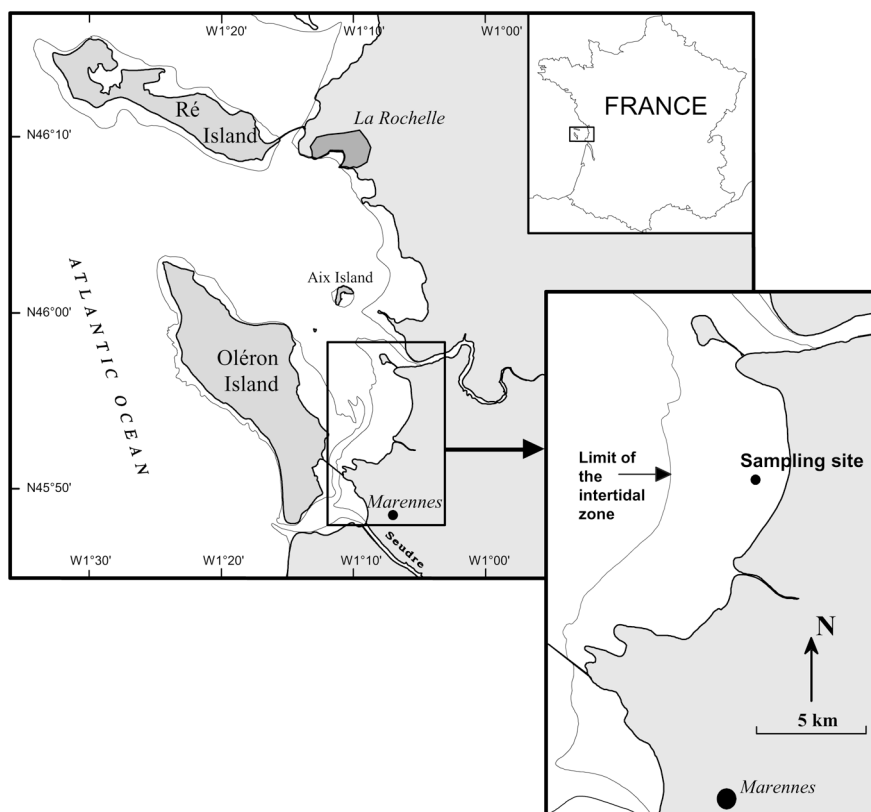 W1°20'
W1°10'
W1°00'
FRANCE
Ré
Island
La Rochelle
N46°10'
Aix Island
ATLANTIC OCEAN
N46°00'
Oléron
Island
N45°50'
Marennes
Seudre
W1°30'
W1°20'
W1°10'
W1°00'
Limit of
the
intertidal
zone
Sampling site
N
5 km
Marennes